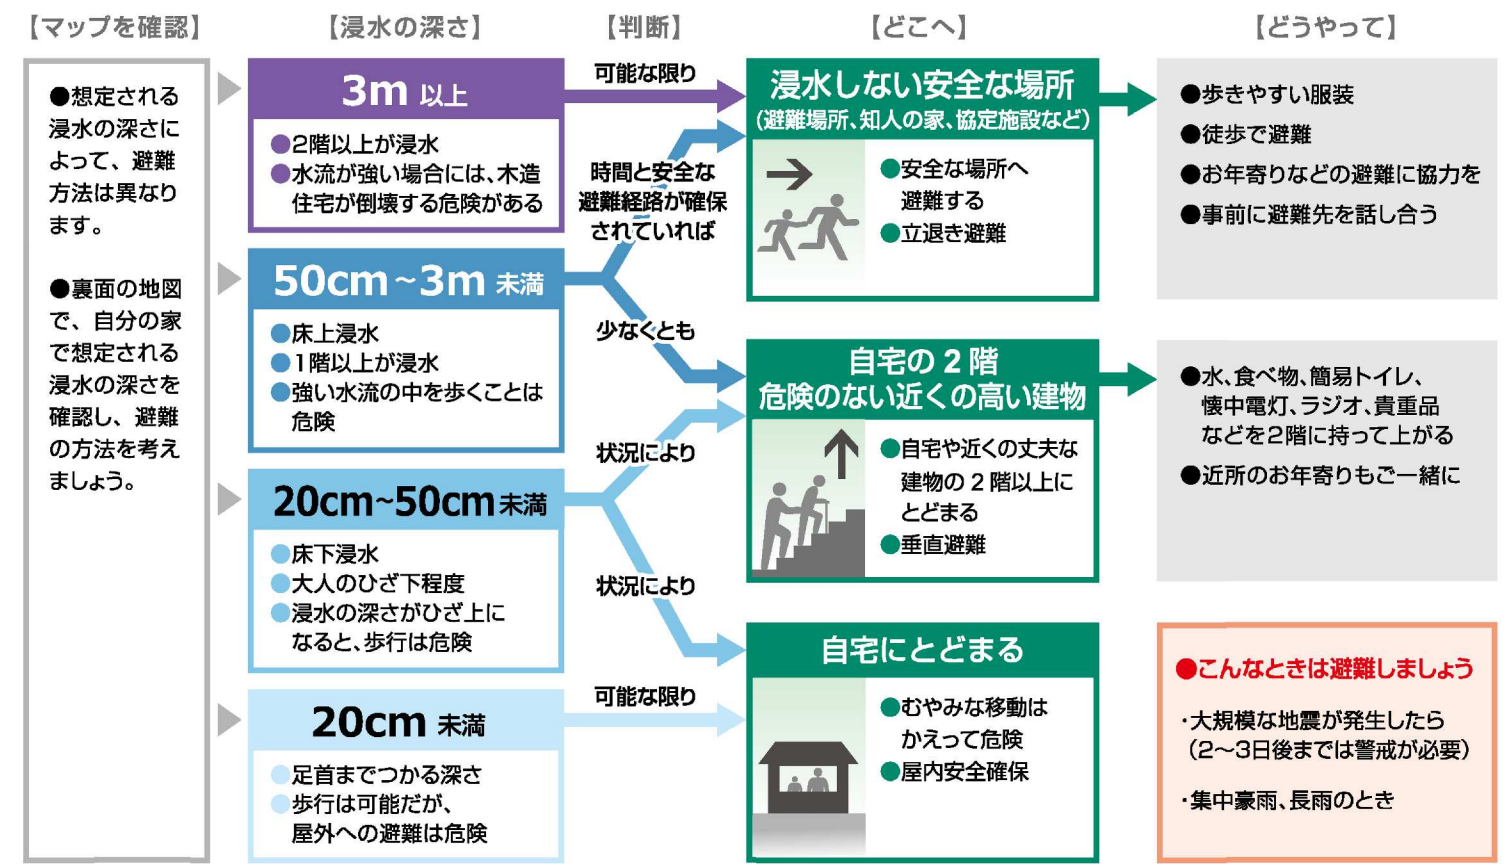 【マップを確認】
【浸水の深さ】
【判断】
【どこへ】
【どうやって】
●想定される
浸水の深さに
よって、避難
方法は異なり
ます。
●裏面の地図
で、自分の家
で想定される
浸水の深さを
確認し、避難
の方法を考え
ましょう。
3m 以上
●2階以上が浸水
●水流が強い場合には、木造
住宅が倒壊する危険がある
50cm~3m 未満
●床上浸水
●1階以上が浸水
●強い水流の中を歩くことは
危険
20cm~50cm未満
●床下浸水
●大人のひざ下程度
●浸水の深さがひざ上に
なると、歩行は危険
20cm 未満
●足首までつかる深さ
●歩行は可能だが、
屋外への避難は危険
可能な限り
時間と安全な
避難経路が確保
されていれば
少なくとも
状況により
状況により
可能な限り
浸水しない安全な場所
(避難場所、知人の家、協定施設など)
●安全な場所へ
避難する
●立退き避難
自宅の2階
危険のない近くの高い建物
●自宅や近くの丈夫な
建物の2階以上に
とどまる
●垂直避難
自宅にとどまる
●むやみな移動は
かえって危険
●屋内安全確保
●歩きやすい服装
●徒歩で避難
●お年寄りなどの避難に協力を
●事前に避難先を話し合う
●水、食べ物、簡易トイレ、
懐中電灯、ラジオ、貴重品
などを2階に持って上がる
●近所のお年寄りもご一緒に
●こんなときは避難しましょう
・大規模な地震が発生したら
(2〜3日後までは警戒が必要)
・集中豪雨、長雨のとき